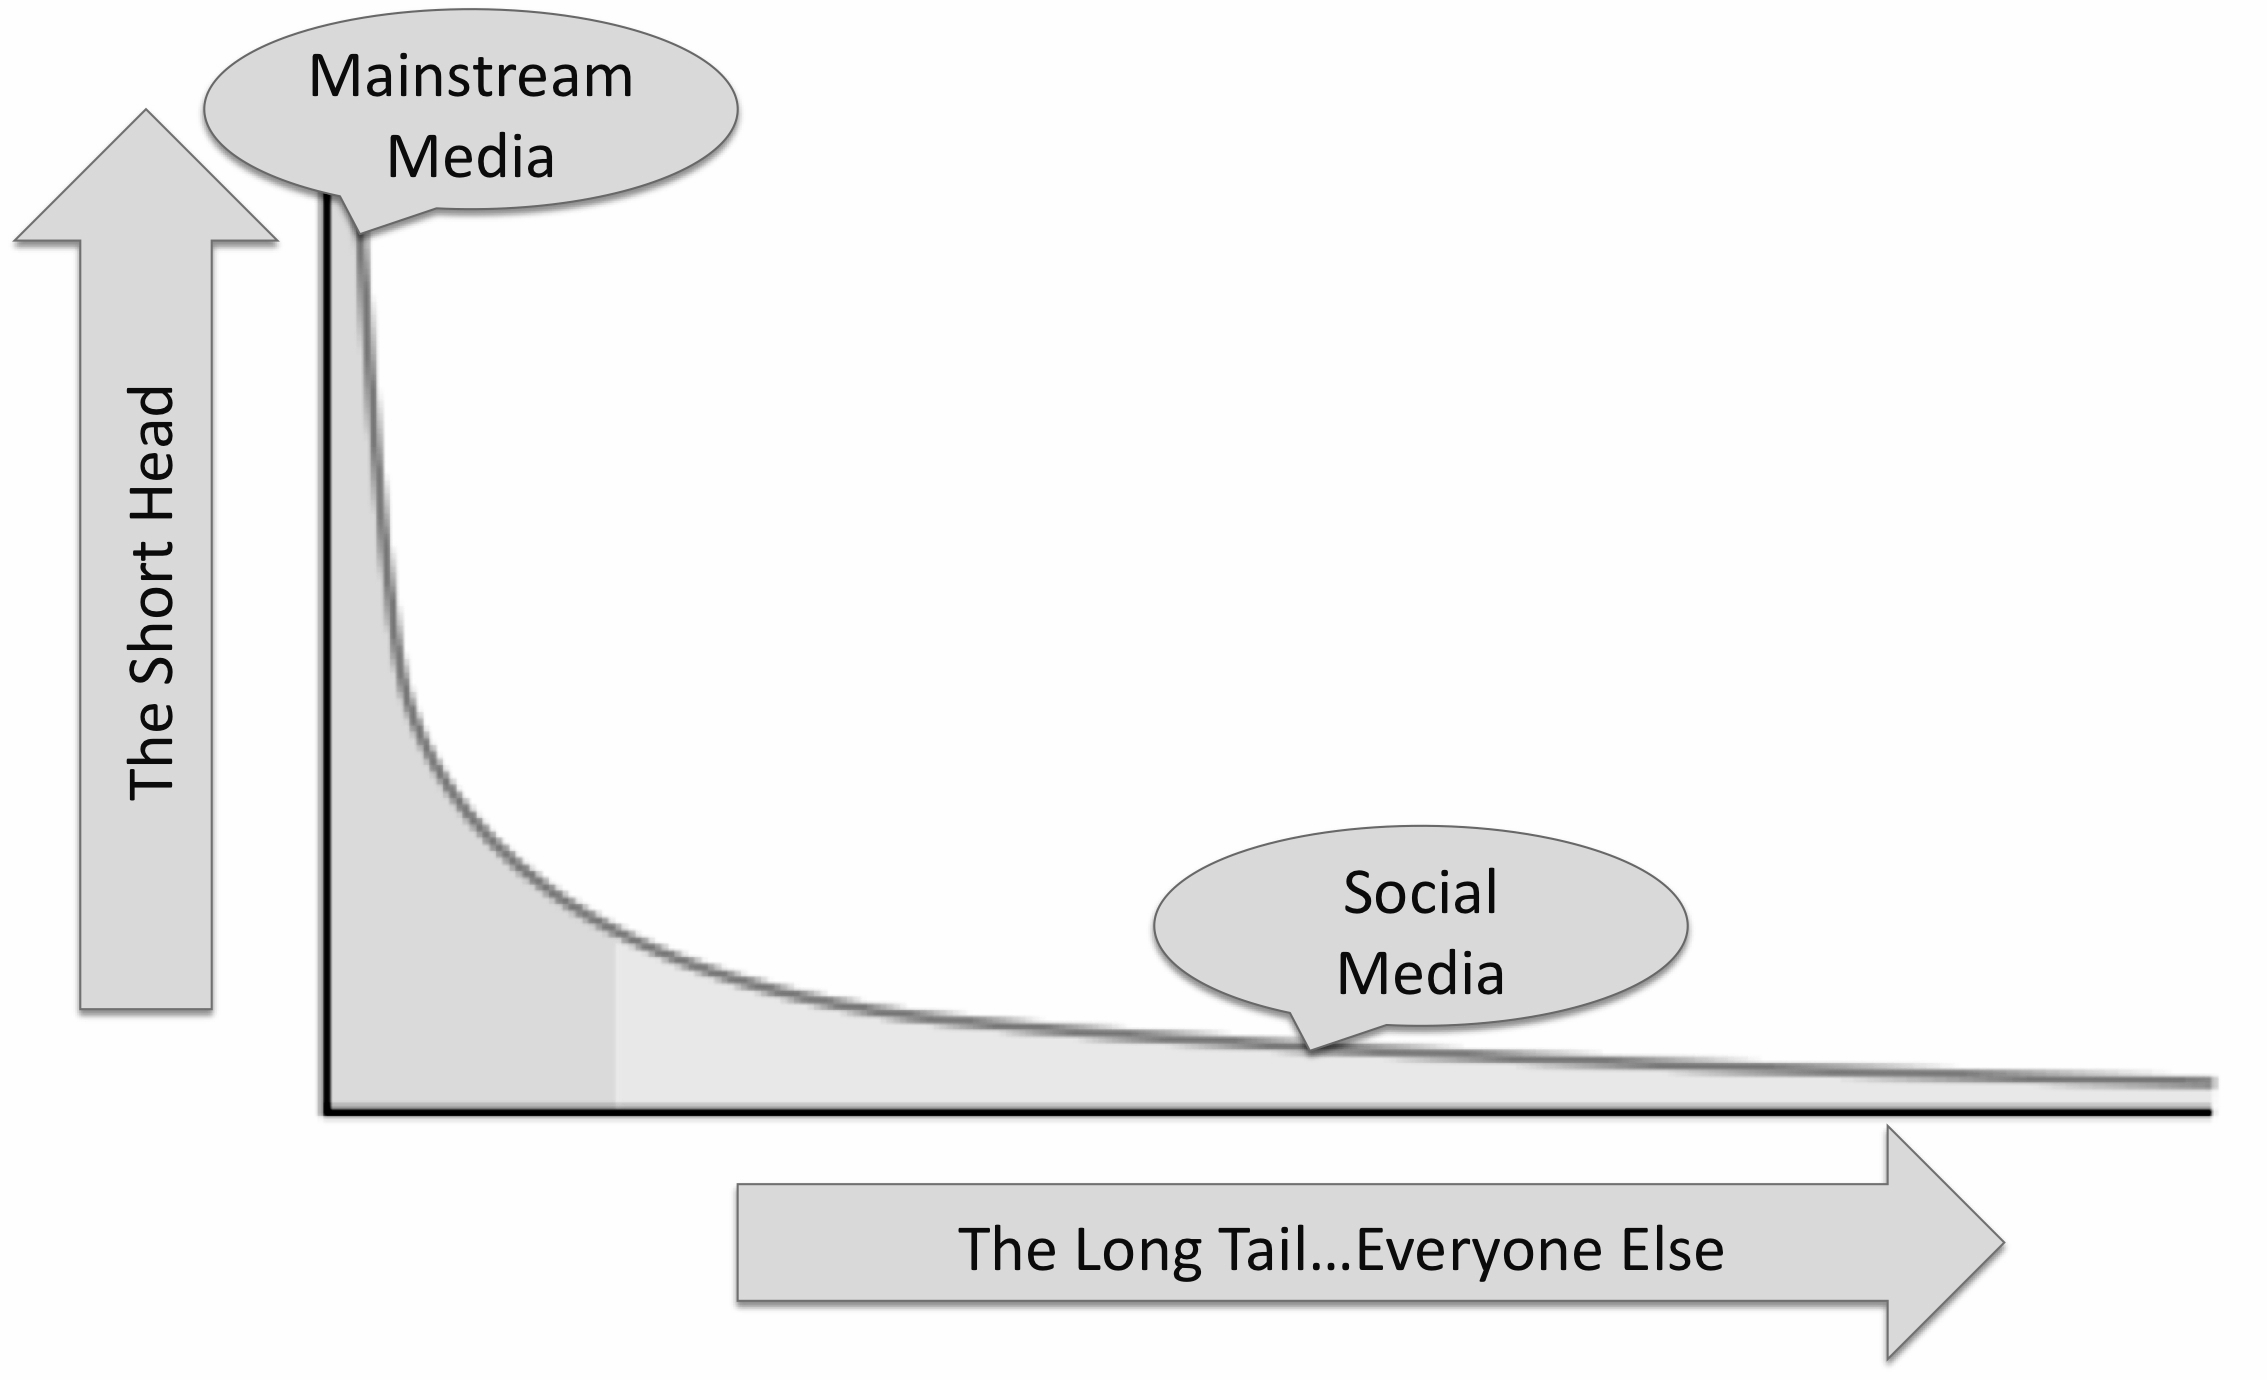 Mainstream
Media
The Short Head
Social
Media
The Long Tail...Everyone Else